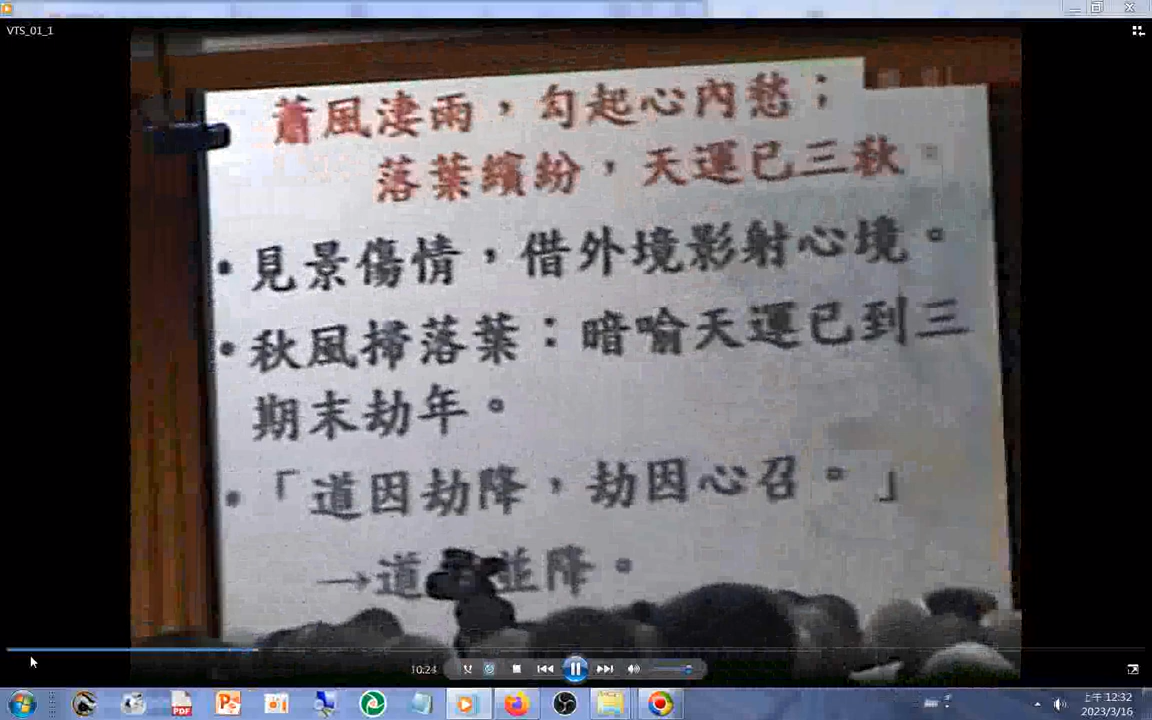 VTS_01_1
蕭風淒雨，勾起心內愁；
落葉繽紛，天運已三秋。
•見景傷情，借外境影射心境。
•秋風掃落葉：暗喻天運已到三
期末劫年。
•「道因劫降，劫因心召。」
→道 並降。
10:24
上午 12:32
2023/3/16